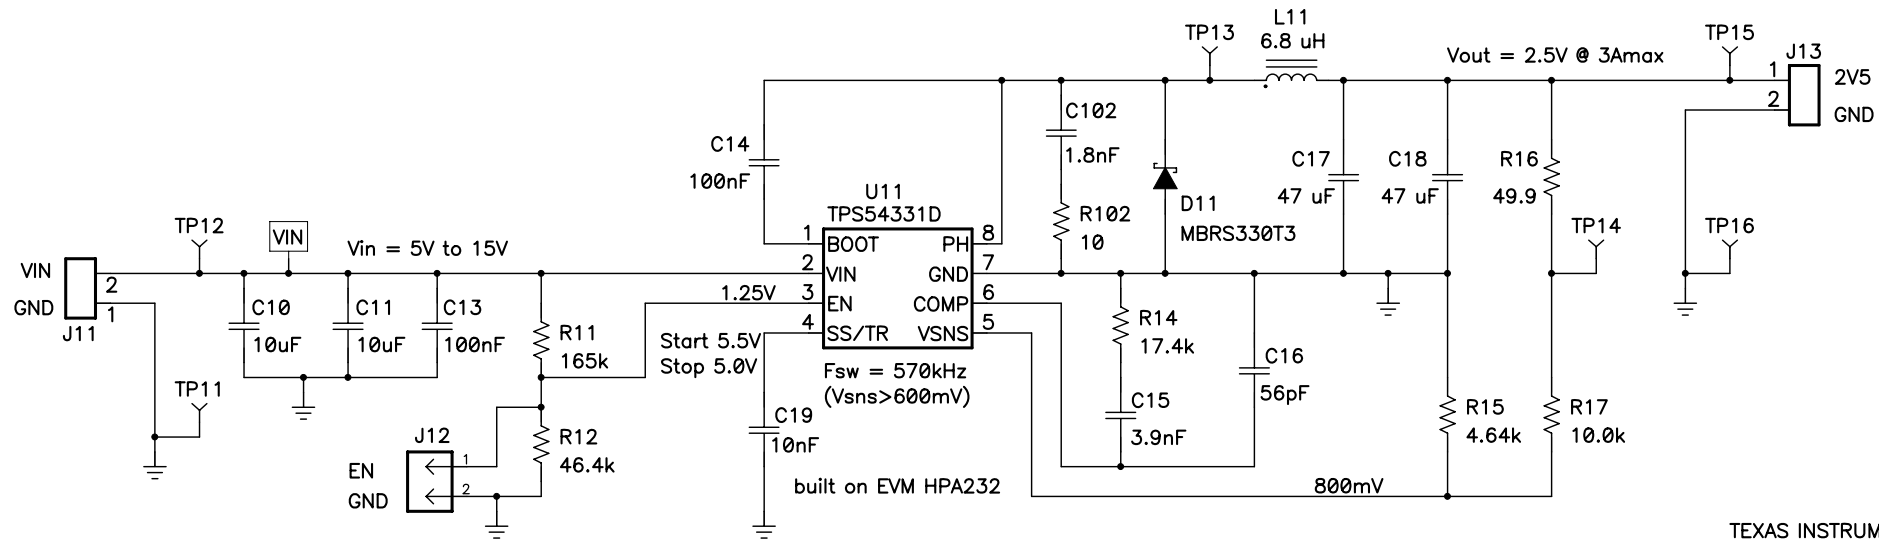 L11
6.8 uH
TP13
TP15
Vout = 2.5V @ 3Amax
J13
1
2V5
2
GND
C102
1.8nF
C14
100nF
C17
47 uF
C18
47 uF
R16
49.9
U11
TPS54331D
D11
MBRS330T3
R102
10
TP12
VIN
Vin = 5V to 15V
TP14
TP16
1
BOOT
PH
8
2
VIN
GND
7
3
EN
COMP
6
4
SS/TR
VSNS
5
VIN
2
GND
1
J11
C10
10uF
C11
10uF
C13
100nF
1.25V
R11
165k
Start 5.5V
Stop 5.0V
R14
17.4k
C16
56pF
Fsw = 570kHz
(Vsns>600mV)
TP11
C19
10nF
C15
3.9nF
R15
4.64k
R17
10.0k
J12
R12
46.4k
EN
1
GND
2
built on EVM HPA232
800mV
TEXAS INSTRUM